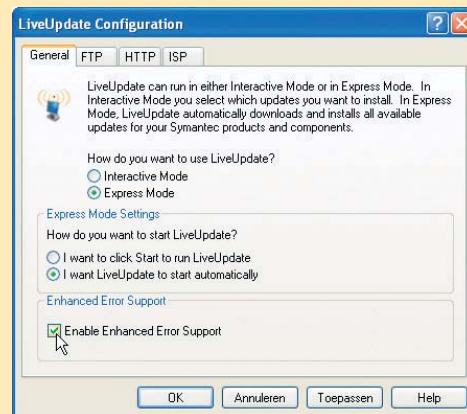 LiveUpdate Configuration
General FTP HTTP ISP
LiveUpdate can run in either Interactive Mode or in Express Mode. In
Interactive Mode you select which updates you want to install. In Express
Mode, LiveUpdate automatically downloads and installs all available
updates for your Symantec products and components.
How do you want to use LiveUpdate?
Interactive Mode
Express Mode
Express Mode Settings
How do you want to start LiveUpdate?
I want to click Start to run LiveUpdate
I want LiveUpdate to start automatically
Enhanced Error Support
Enable Enhanced Error Support
OK Annuleren Toepassen Help